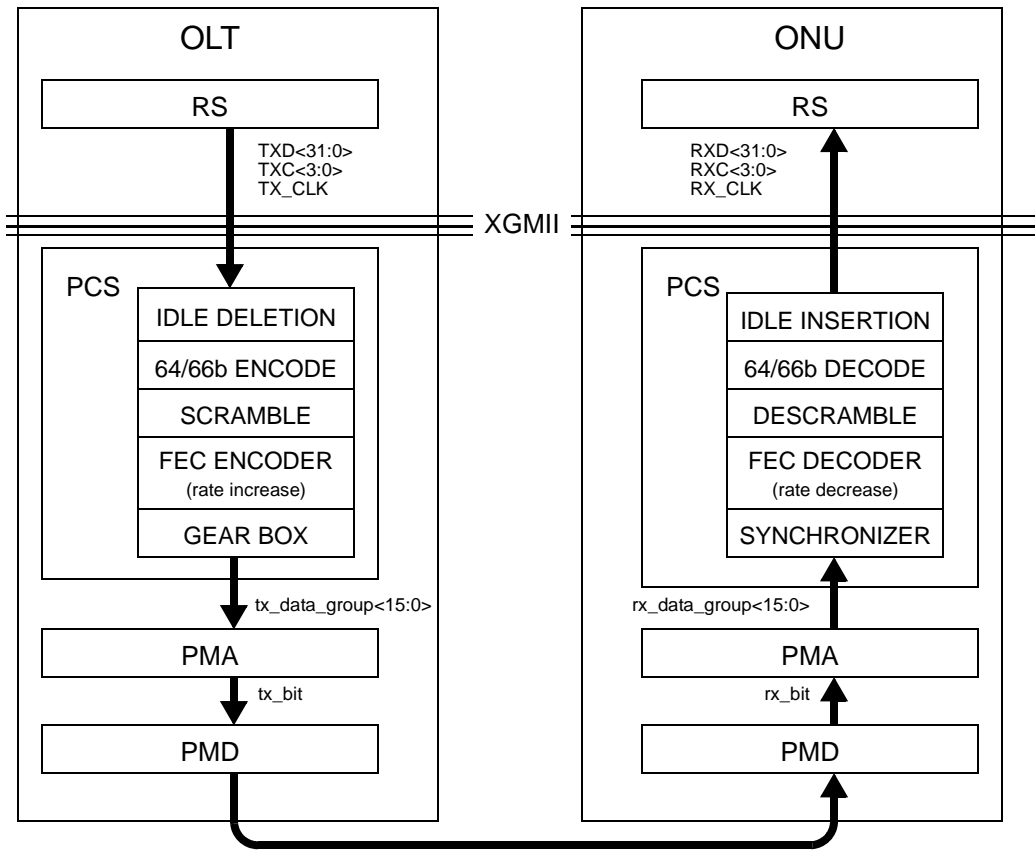 OLT
RS
TXD<31:0>
TXC<3:0>
TX_CLK
XGMII
PCS
IDLE DELETION
64/66b ENCODE
SCRAMBLE
FEC ENCODER
(rate increase)
GEAR BOX
tx_data_group<15:0>
PMA
tx_bit
PMD
ONU
RS
RXD<31:0>
RXC<3:0>
RX_CLK
PCS
IDLE INSERTION
64/66b DECODE
DESCRAMBLE
FEC DECODER
(rate decrease)
SYNCHRONIZER
rx_data_group<15:0>
PMA
rx_bit
PMD